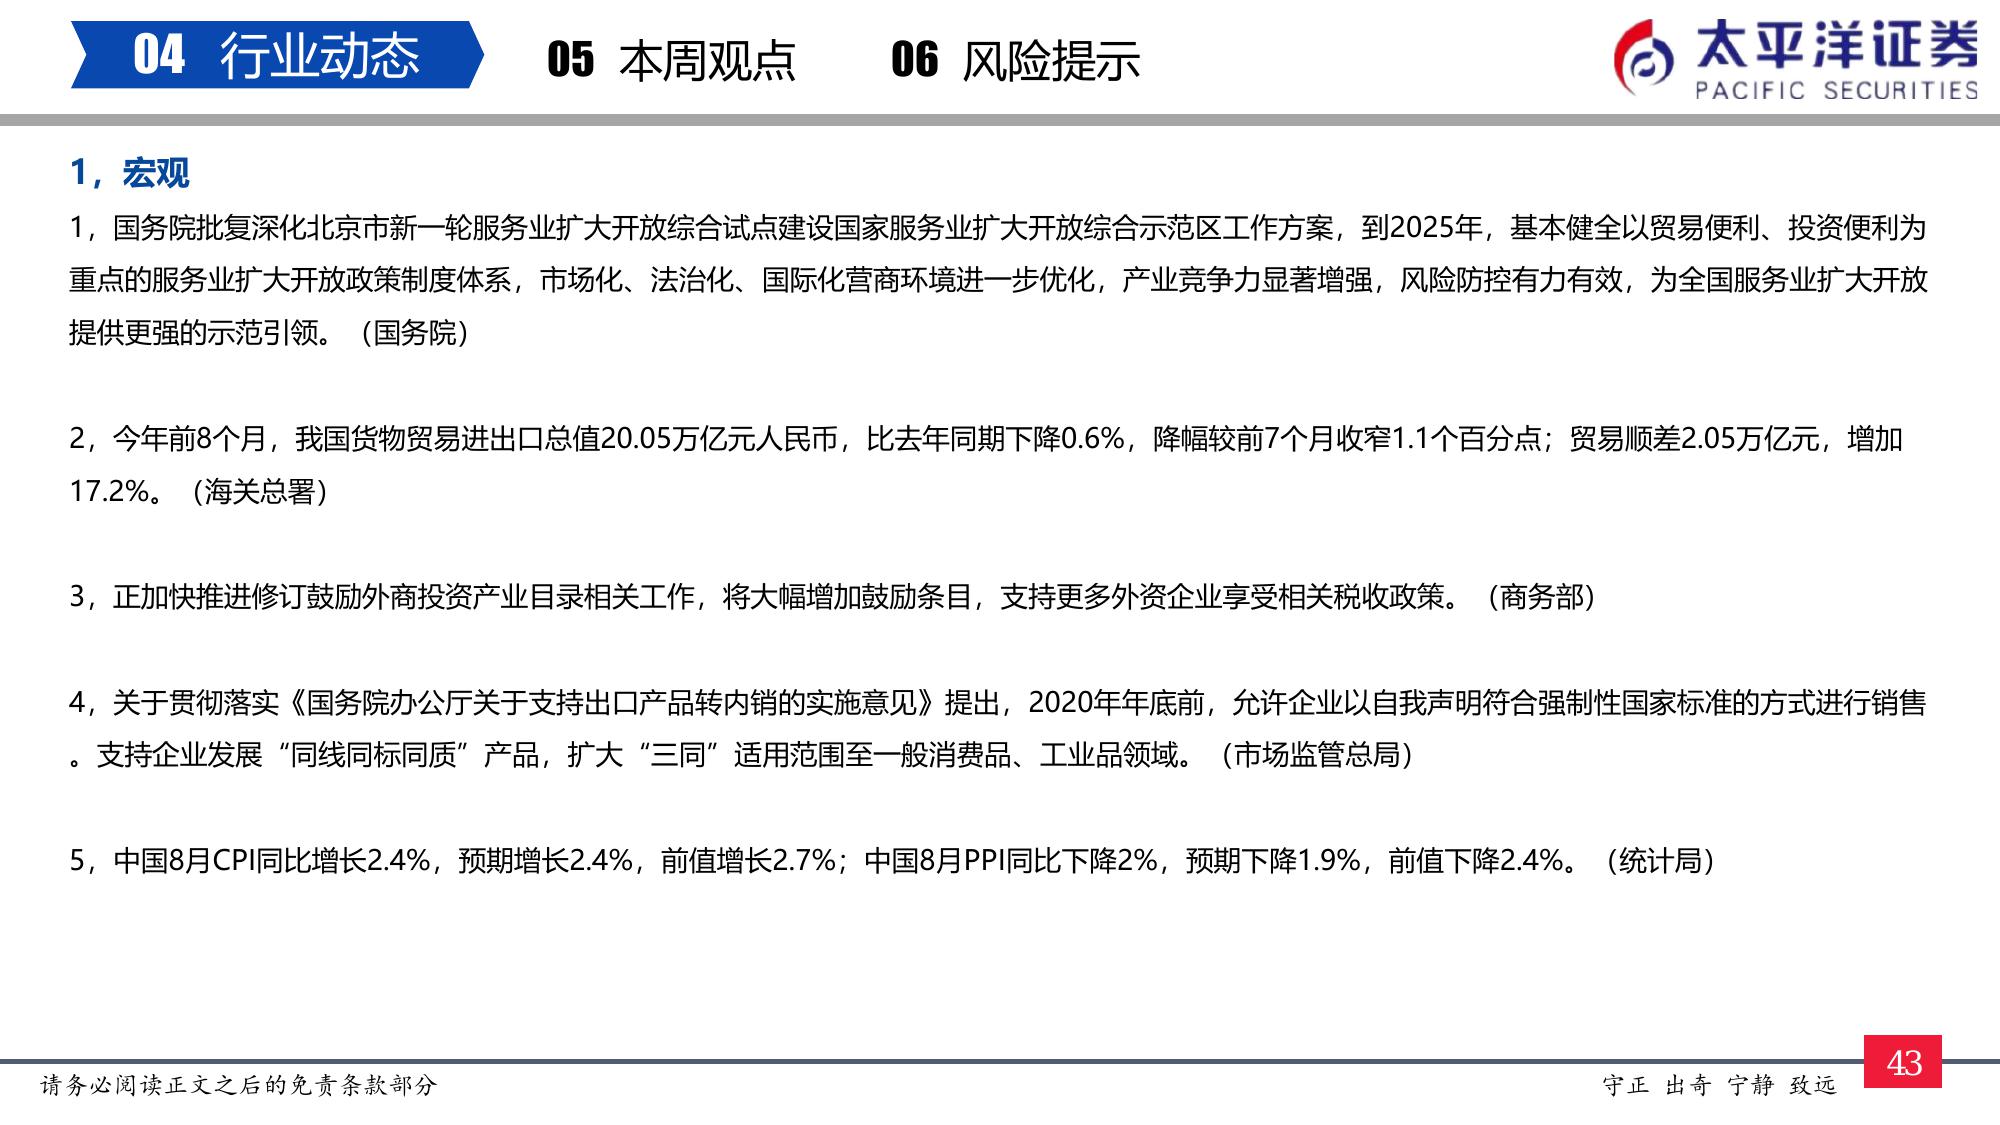 04 行业动态 05 本周观点 06 风险提示
太平洋证券
PACIFIC SECURITIES
1，宏观
1，国务院批复深化北京市新一轮服务业扩大开放综合试点建设国家服务业扩大开放综合示范区工作方案，到2025年，基本健全以贸易便利、投资便利为
重点的服务业扩大开放政策制度体系，市场化、法治化、国际化营商环境进一步优化，产业竞争力显著增强，风险防控有力有效，为全国服务业扩大开放
提供更强的示范引领。（国务院）
2，今年前8个月，我国货物贸易进出口总值20.05万亿元人民币，比去年同期下降0.6%，降幅较前7个月收窄1.1个百分点；贸易顺差2.05万亿元，增加
17.2%。（海关总署）
3，正加快推进修订鼓励外商投资产业目录相关工作，将大幅增加鼓励条目，支持更多外资企业享受相关税收政策。（商务部）
4，关于贯彻落实《国务院办公厅关于支持出口产品转内销的实施意见》提出，2020年年底前，允许企业以自我声明符合强制性国家标准的方式进行销售
。支持企业发展“同线同标同质”产品，扩大“三同”适用范围至一般消费品、工业品领域。（市场监管总局）
5，中国8月CPI同比增长2.4%，预期增长2.4%，前值增长2.7%；中国8月PPI同比下降2%，预期下降1.9%，前值下降2.4%。（统计局）
请务必阅读正文之后的免责条款部分
守正 出奇 宁静 致远
43